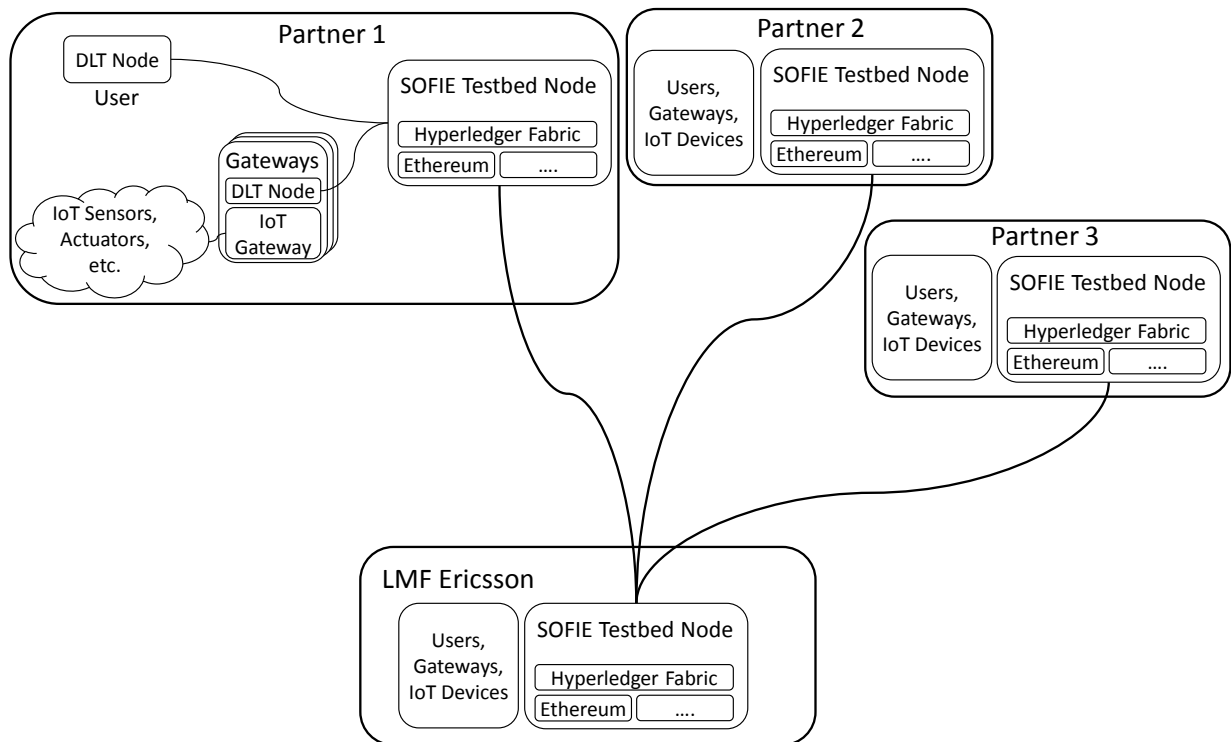 Partner 1
DLT Node
User
SOFIE Testbed Node
Hyperledger Fabric
Ethereum
....
Gateways
DLT Node
IoT
Gateway
IoT Sensors,
Actuators,
etc.
Partner 2
Users,
Gateways,
IoT Devices
SOFIE Testbed Node
Hyperledger Fabric
Ethereum
....
Partner 3
Users,
Gateways,
IoT Devices
SOFIE Testbed Node
Hyperledger Fabric
Ethereum
....
LMF Ericsson
Users,
Gateways,
IoT Devices
SOFIE Testbed Node
Hyperledger Fabric
Ethereum
....